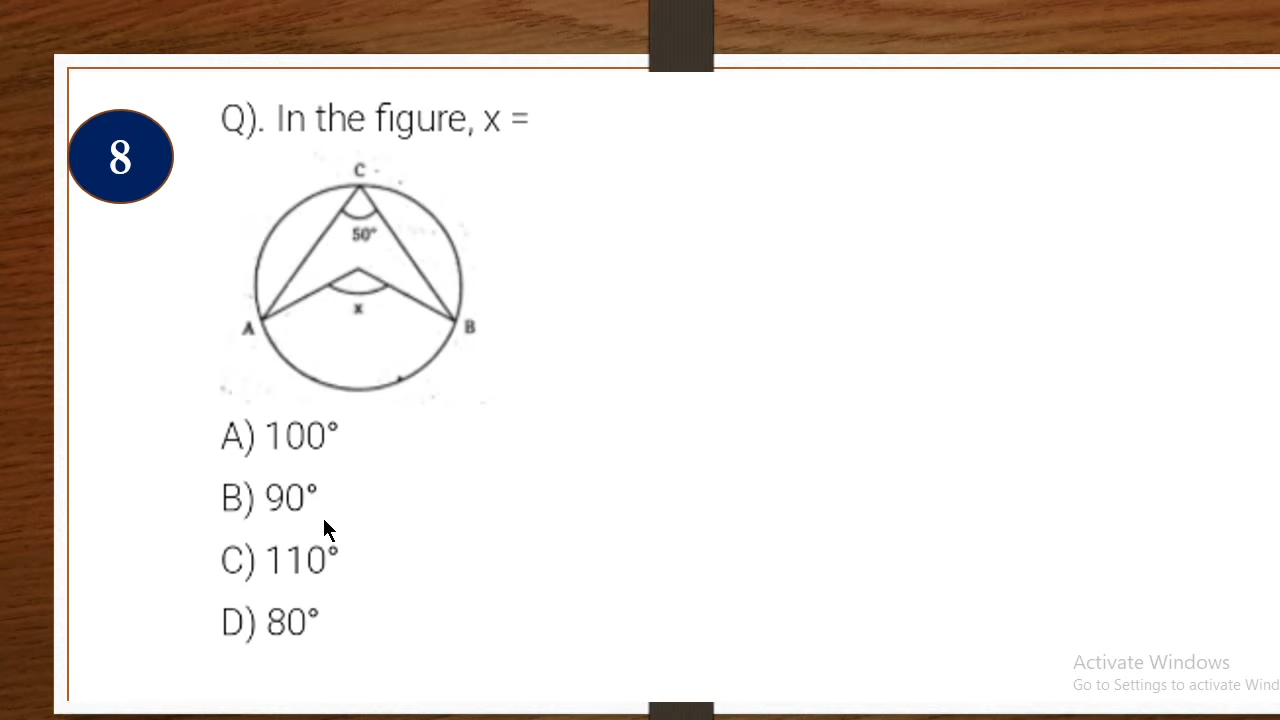 8
Q). In the figure, x =
C
50°
x
A
B
A) 100°
B) 90°
C) 110°
D) 80°
Activate Windows
Go to Settings to activate Wind